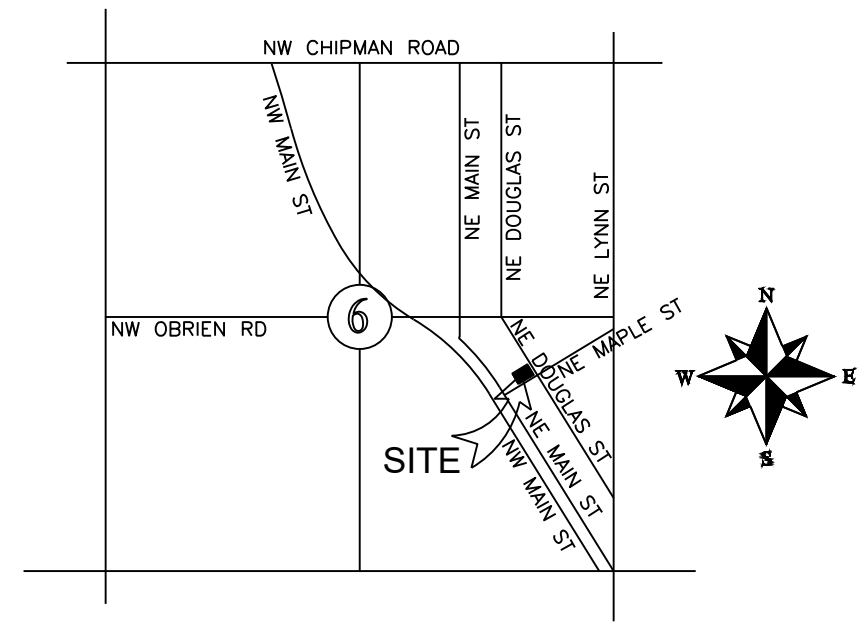 NW CHIPMAN ROAD
NW MAIN ST
NE MAIN ST
NE DOUGLAS ST
NE LYNN ST
NW OBRIEN RD
6
NE DOUGLAS ST
NE MAPLE ST
N
W
E
S
SITE
NE MAIN ST
NW MAIN ST